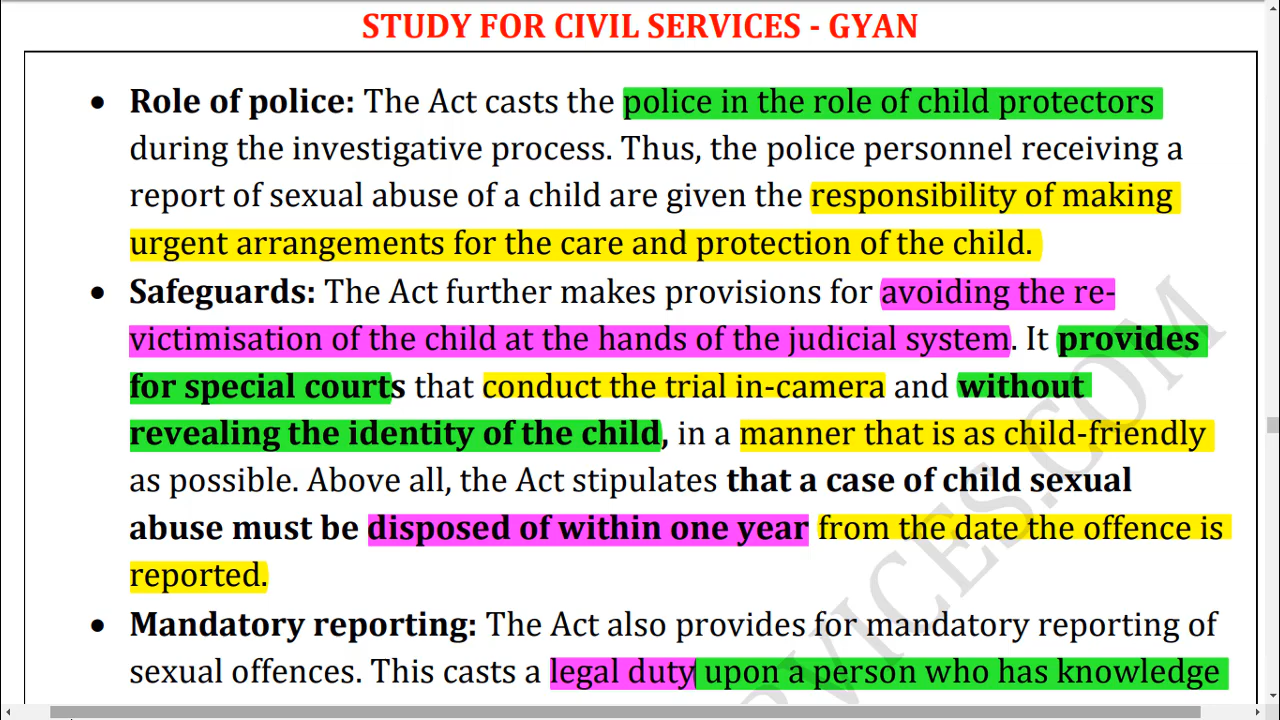 STUDY FOR CIVIL SERVICES - GYAN
• Role of police: The Act casts the police in the role of child protectors
during the investigative process. Thus, the police personnel receiving a
report of sexual abuse of a child are given the responsibility of making
urgent arrangements for the care and protection of the child.
• Safeguards: The Act further makes provisions for avoiding the re-
victimisation of the child at the hands of the judicial system. It provides
for special courts that conduct the trial in-camera and without
revealing the identity of the child, in a manner that is as child-friendly
as possible. Above all, the Act stipulates that a case of child sexual
abuse must be disposed of within one year from the date the offence is
reported.
• Mandatory reporting: The Act also provides for mandatory reporting of
sexual offences. This casts a legal duty upon a person who has knowledge
RVICES.COM